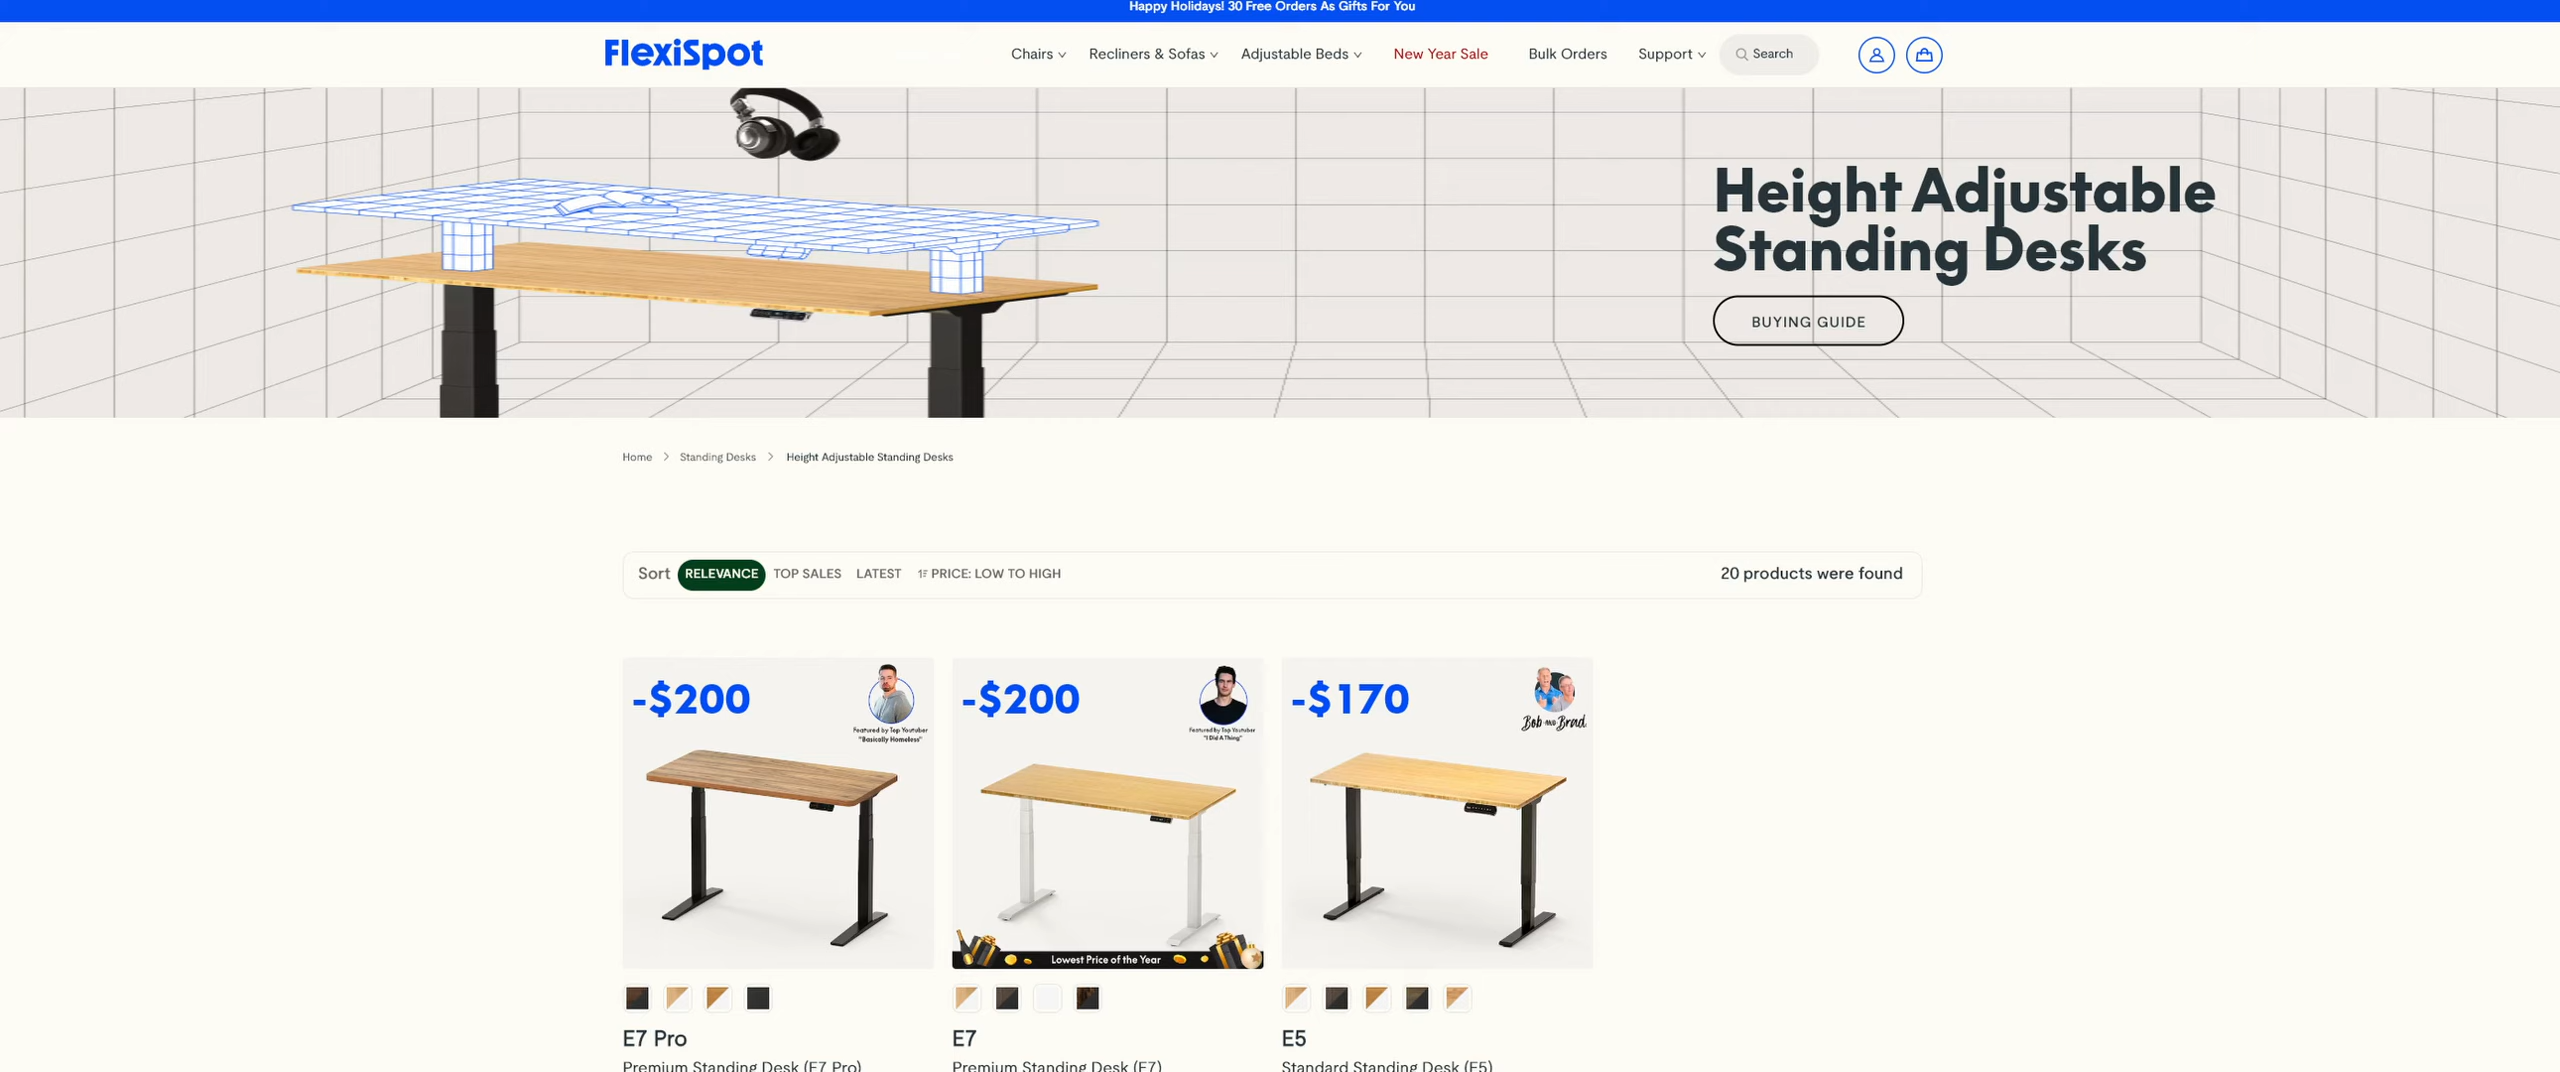 Happy Holidays! 30 Free Orders As Gifts For You
FlexiSpot
Chairs
Recliners & Sofas
Adjustable Beds
New Year Sale
Bulk Orders
Support
Search
Height Adjustable
Standing Desks
BUYING GUIDE
Home > Standing Desks > Height Adjustable Standing Desks
Sort RELEVANCE TOP SALES LATEST PRICE: LOW TO HIGH
20 products were found
-$200
Featured by Top Youtuber
"Basically Homeless"
-$200
Featured by Top Youtuber
"I Did A Thing"
Lowest Price of the Year
-$170
Bob AND Brad
E7 Pro
Premium Standing Desk (E7 Pro)
E7
Premium Standing Desk (E7)
E5
Standard Standing Desk (E5)